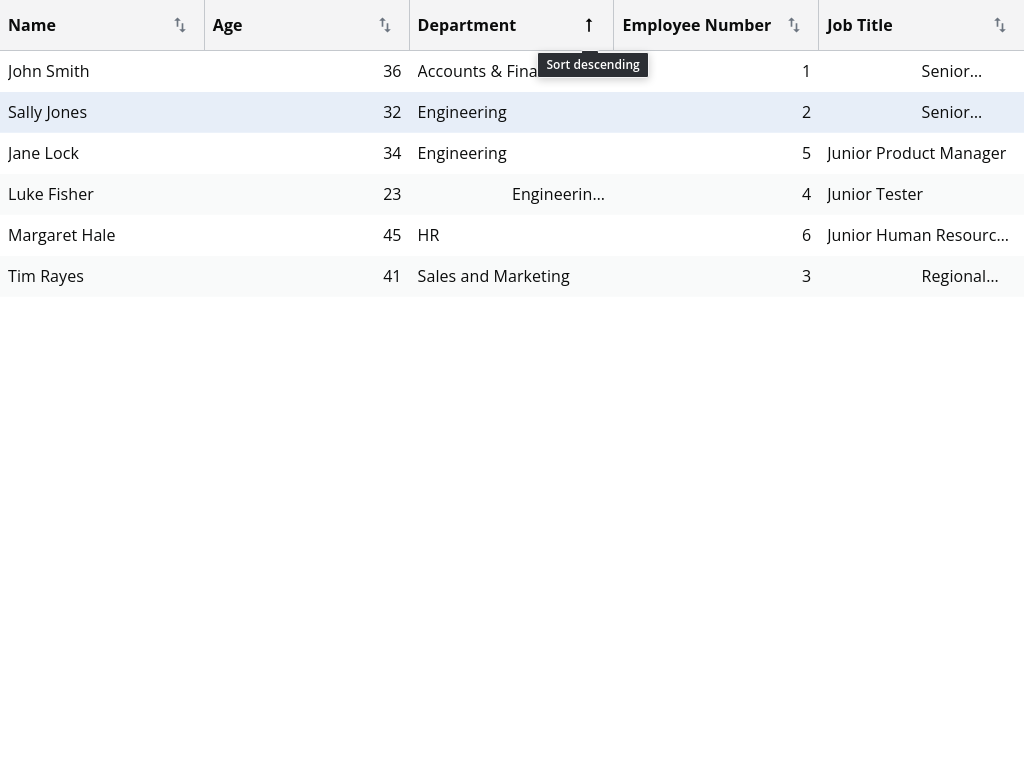 Name Age Department Employee Number Job Title
Sort descending
John Smith 36 Accounts & Fina 1 Senior...
Sally Jones 32 Engineering 2 Senior...
Jane Lock 34 Engineering 5 Junior Product Manager
Luke Fisher 23 Engineerin... 4 Junior Tester
Margaret Hale 45 HR 6 Junior Human Resourc...
Tim Rayes 41 Sales and Marketing 3 Regional...